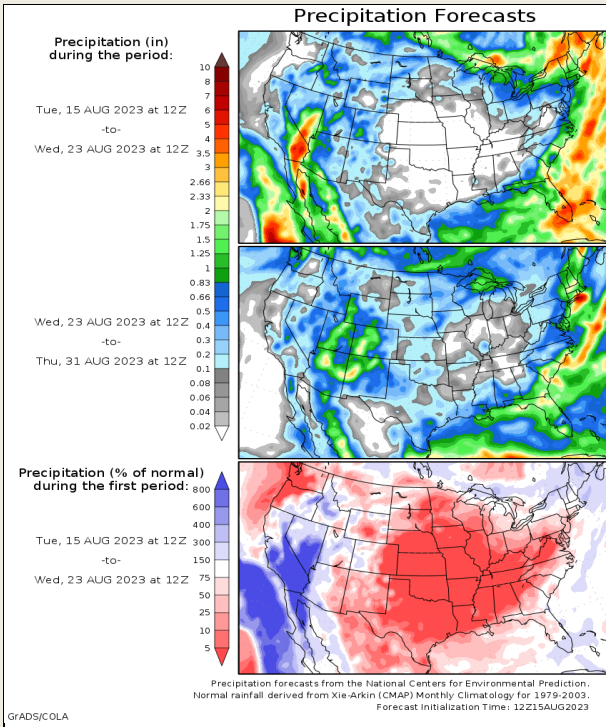 Precipitation Forecasts
Precipitation (in)
during the period:
Tue, 15 AUG 2023 at 12Z
-to-
Wed, 23 AUG 2023 at 12Z
10
8
7
6
5
4
3.5
3
2.66
2.33
2
1.75
1.5
1.25
1
0.83
0.66
0.5
0.4
0.3
0.2
0.1
0.08
0.06
0.04
0.02
Wed, 23 AUG 2023 at 12Z
-to-
Thu, 31 AUG 2023 at 12Z
Precipitation (% of normal)
during the first period:
Tue, 15 AUG 2023 at 12Z
-to-
Wed, 23 AUG 2023 at 12Z
800
600
400
300
150
75
50
25
10
5
Precipitation forecasts from the National Centers for Environmental Prediction.
Normal rainfall derived from Xie-Arkin (CMAP) Monthly Climatology for 1979-2003.
Forecast Initialization Time: 12Z15AUG2023
GrADS/COLA